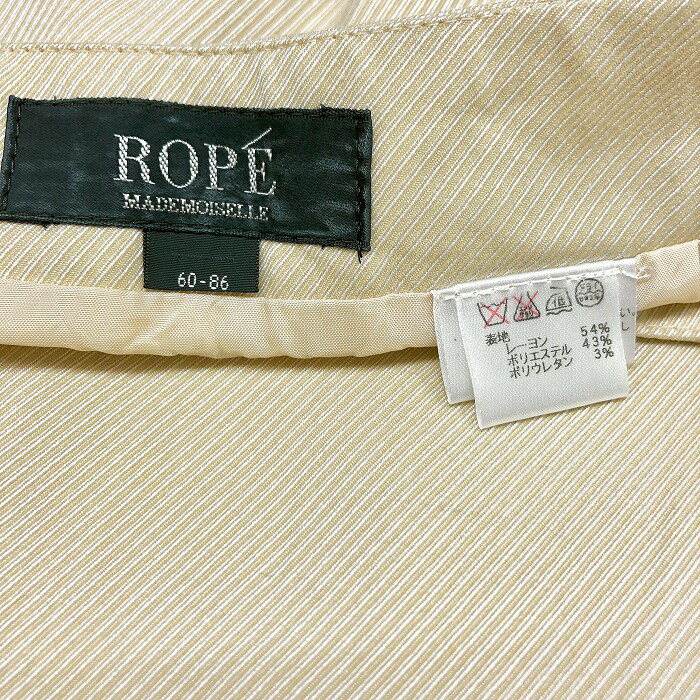 ROPÉ
MADEMOISELLE
60-86
表地
レーヨン 54%
ポリエステル 43%
ポリウレタン 3%